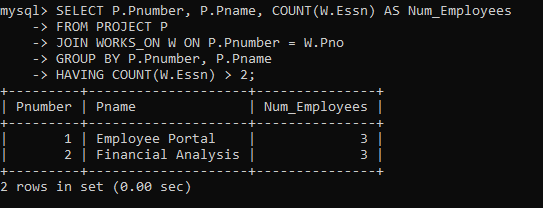 mysql> SELECT P.Pnumber, P.Pname, COUNT(W.Essn) AS Num_Employees
    -> FROM PROJECT P
    -> JOIN WORKS_ON W ON P.Pnumber = W.Pno
    -> GROUP BY P.Pnumber, P.Pname
    -> HAVING COUNT(W.Essn) > 2;
+---------+--------------------+---------------+
| Pnumber | Pname              | Num_Employees |
+---------+--------------------+---------------+
|       1 | Employee Portal    |             3 |
|       2 | Financial Analysis |             3 |
+---------+--------------------+---------------+
2 rows in set (0.00 sec)